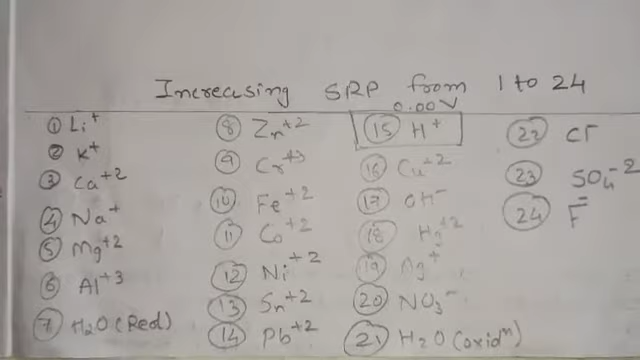 Increasing SRP from 1 to 24
0.00V
① Li⁺
② K⁺
③ Ca⁺²
④ Na⁺
⑤ Mg⁺²
⑥ Al⁺³
⑦ H₂O (Red)
⑧ Zn⁺²
⑨ Cr⁺³
⑩ Fe⁺²
⑪ Co⁺²
⑫ Ni⁺²
⑬ Sn⁺²
⑭ Pb⁺²
⑮ H⁺
⑯ Cu⁺²
⑰ OH⁻
⑱ Hg⁺²
⑲ Ag⁺
⑳ NO₃⁻
㉑ H₂O (oxidⁿ)
㉒ Cl⁻
㉓ SO₄⁻²
㉔ F⁻